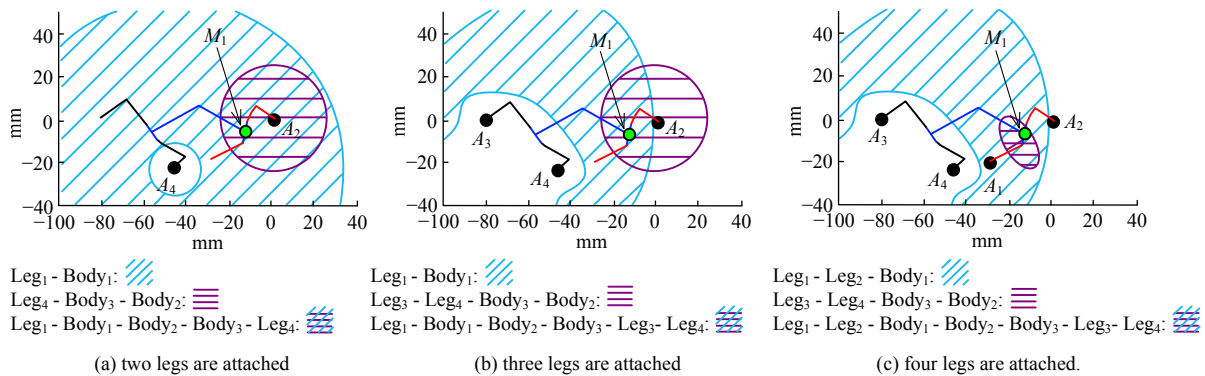 40
20
0
−20
−40
mm
M1
A2
A4
−100 −80 −60 −40 −20 0 20 40
mm
Leg1 - Body1:
Leg4 - Body3 - Body2:
Leg1 - Body1 - Body2 - Body3 - Leg4:
(a) two legs are attached
40
20
0
−20
−40
mm
M1
A3
A2
A4
−100 −80 −60 −40 −20 0 20 40
mm
Leg1 - Body1:
Leg3 - Leg4 - Body3 - Body2:
Leg1 - Body1 - Body2 - Body3 - Leg3- Leg4:
(b) three legs are attached
40
20
0
−20
−40
mm
M1
A3
A2
A4
A1
−100 −80 −60 −40 −20 0 20 40
mm
Leg1 - Leg2 - Body1:
Leg3 - Leg4 - Body3 - Body2:
Leg1 - Leg2 - Body1 - Body2 - Body3 - Leg3- Leg4:
(c) four legs are attached.